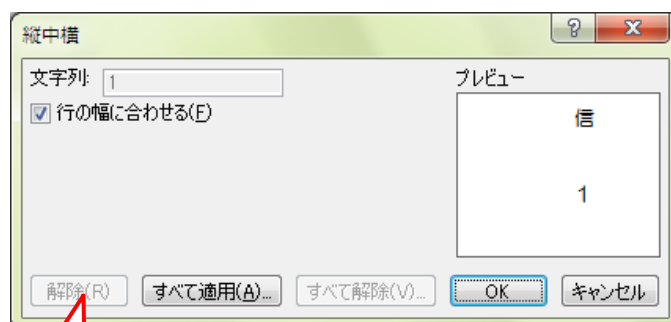 縦中横
文字列: 1
行の幅に合わせる(F)
プレビュー
信
1
解除(R) すべて適用(A)... すべて解除(V)... OK キャンセル